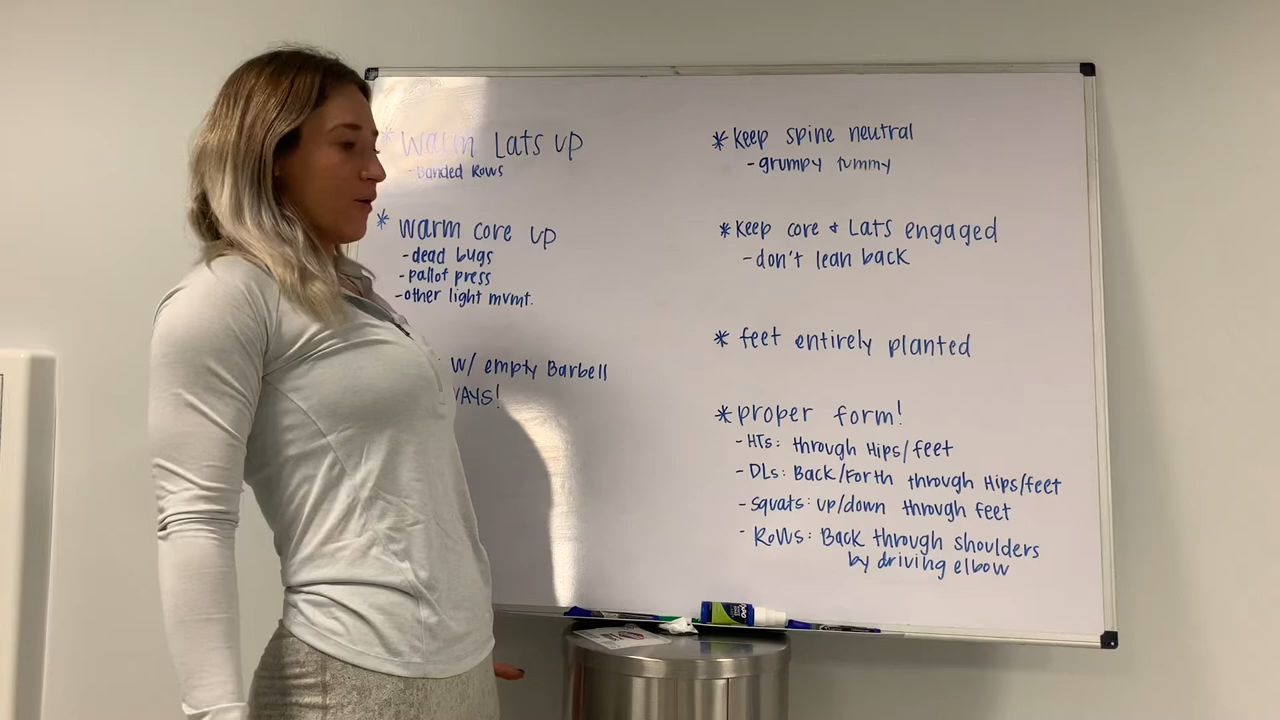 * Warm Lats up
- Banded Rows
* warm core up
- dead bugs
- pallof press
- other light mvmt.
w/ empty Barbell
* keep spine neutral
- grumpy tummy
* keep core & Lats engaged
- don't lean back
* feet entirely planted
* proper form!
- HTs: through Hips/feet
- DLs: Back/Forth through Hips/feet
- squats: up/down through feet
- Rows: Back through shoulders
by driving elbow